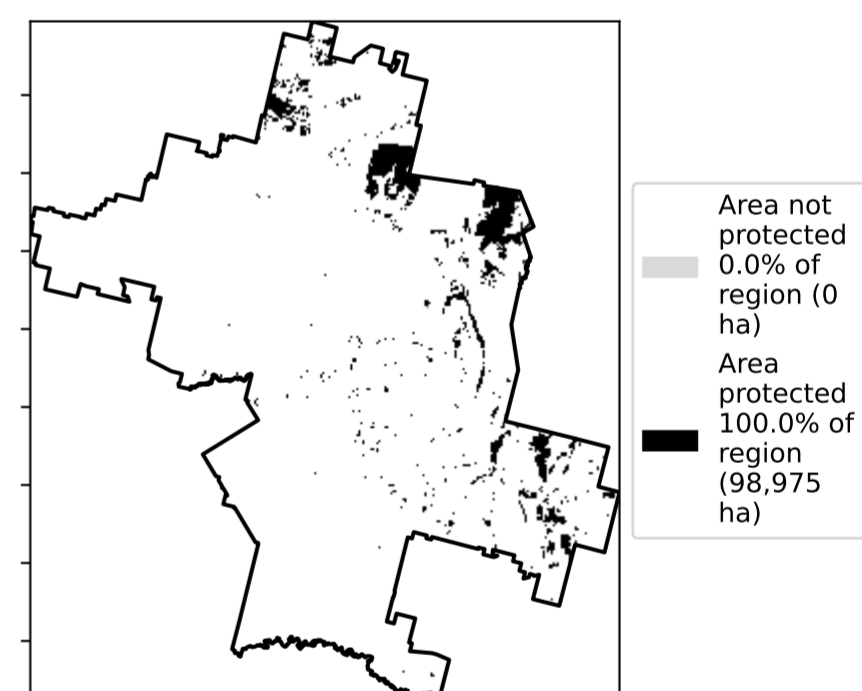 Area not
protected
0.0% of
region (0
ha)
Area
protected
100.0% of
region
(98,975
ha)